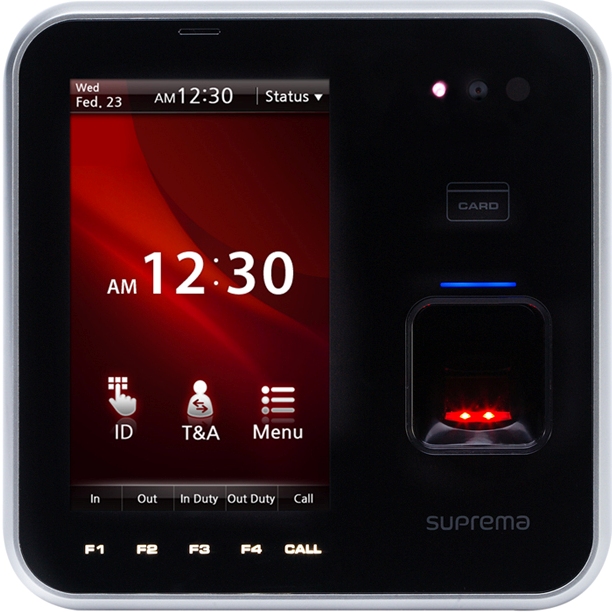 Wed
Fed. 23
AM 12:30
Status ▼
CARD
AM 12:30
ID T&A Menu
In Out In Duty Out Duty Call
suprema
F1 F2 F3 F4 CALL